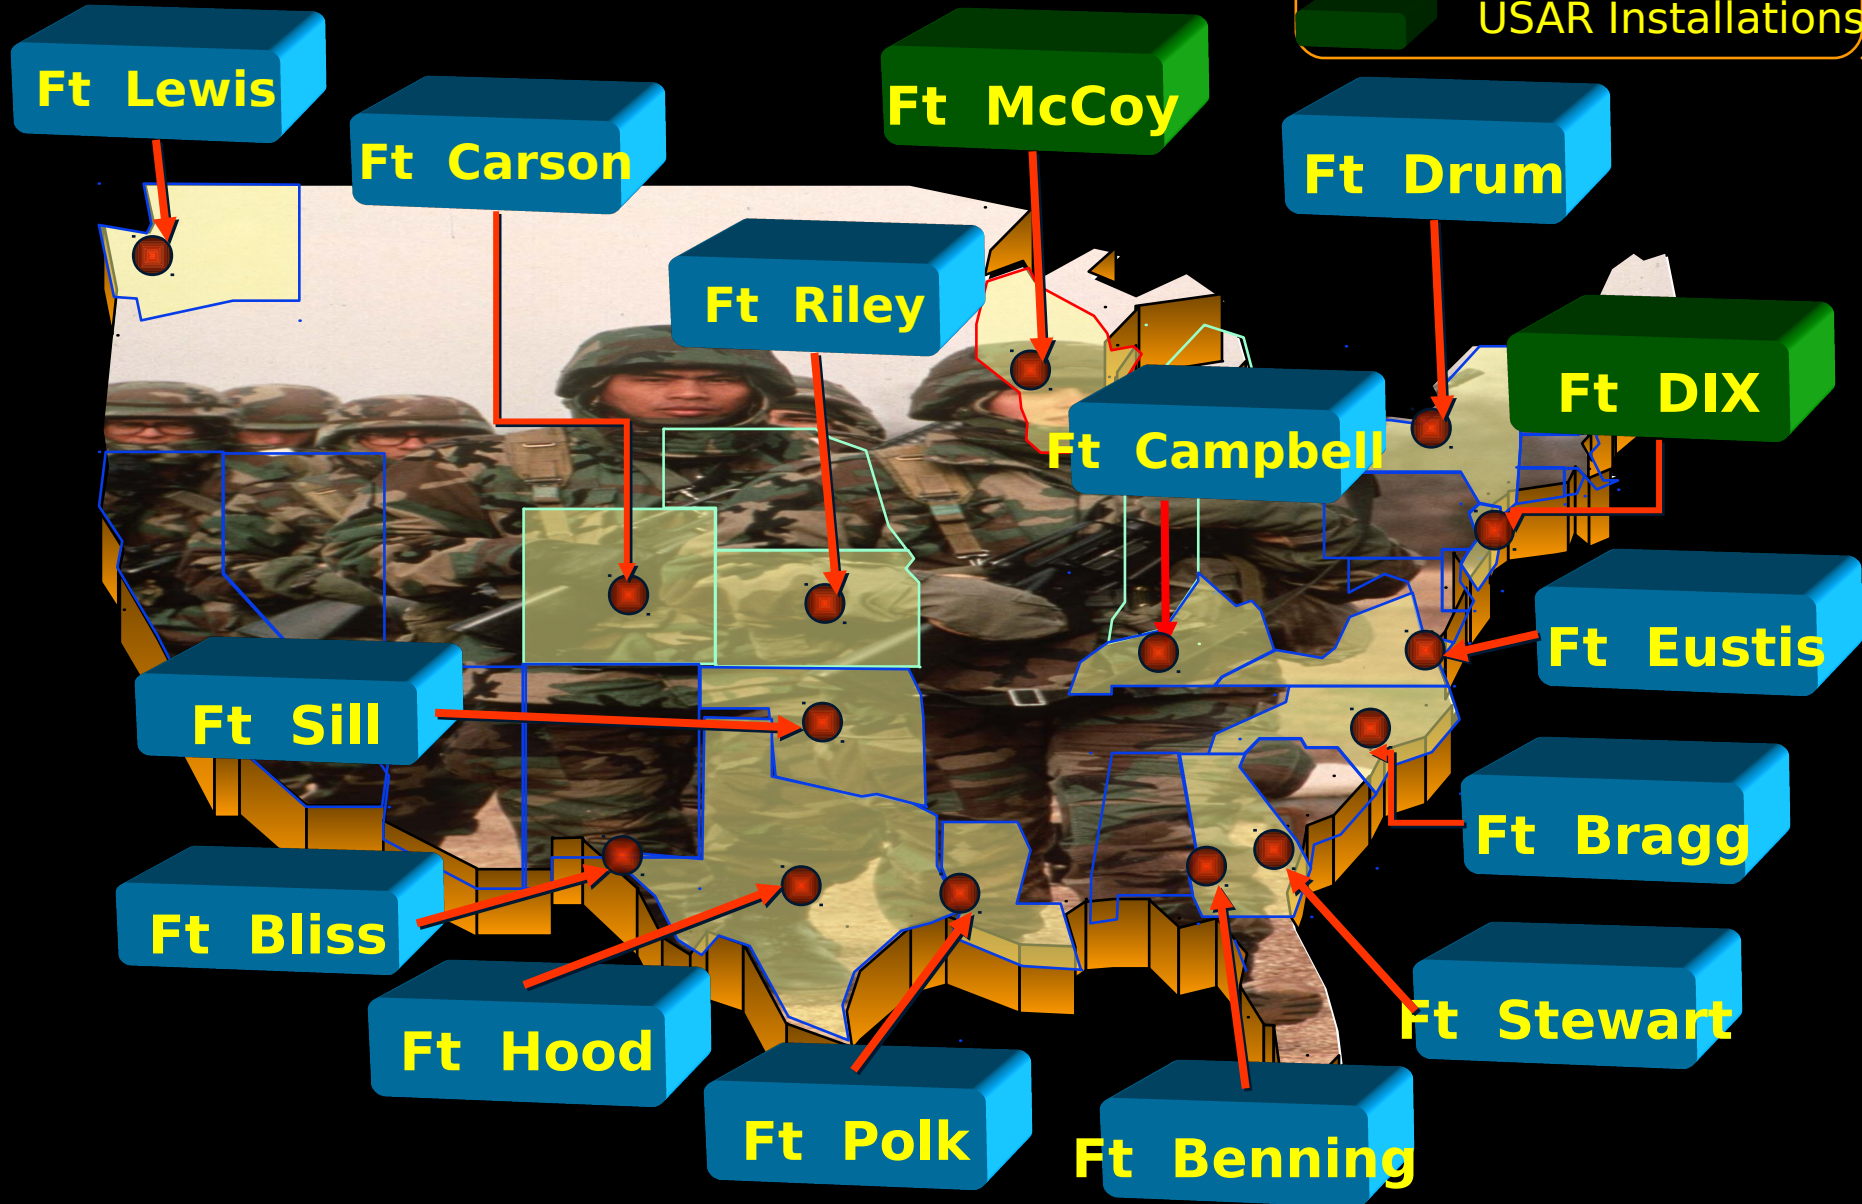 USAR Installations
Ft Lewis
Ft McCoy
Ft Carson
Ft Drum
Ft Riley
Ft DIX
Ft Campbell
Ft Eustis
Ft Sill
Ft Bragg
Ft Bliss
Ft Stewart
Ft Hood
Ft Polk
Ft Benning